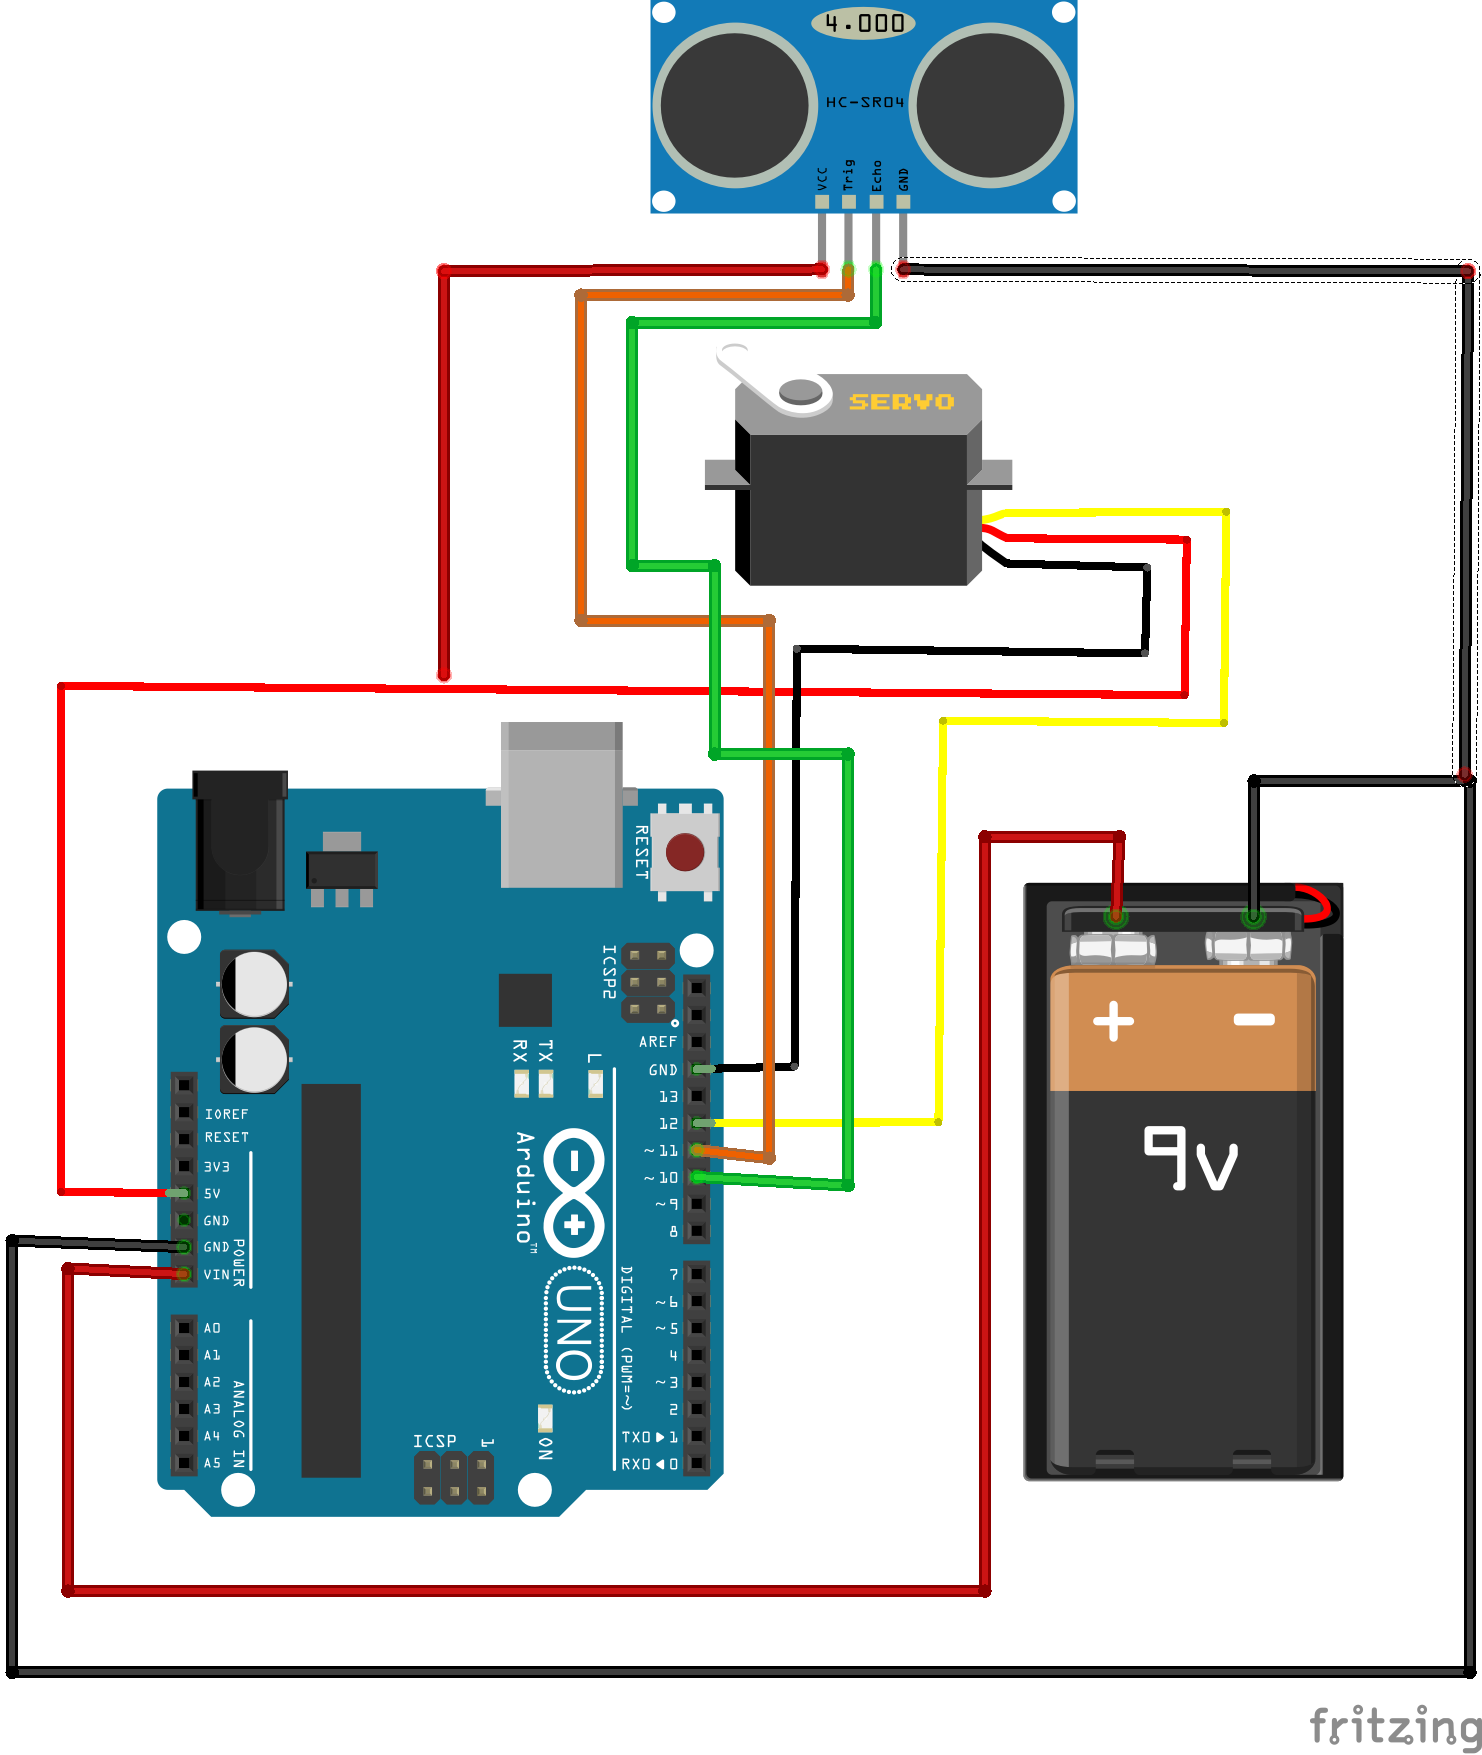 4.000
HC-SR04
VCC
Trig
Echo
GND
SERVO
RESET
ICSP2
AREF
GND
13
12
~11
~10
~9
8
RX
TX
L
IOREF
RESET
3V3
5V
GND
GND
VIN
POWER
Arduino™
UNO
DIGITAL (PWM=~)
7
~6
~5
4
~3
2
TX0▶1
RX0◀0
A0
A1
A2
A3
A4
A5
ANALOG IN
ICSP
1
ON
+ -
9v
fritzing